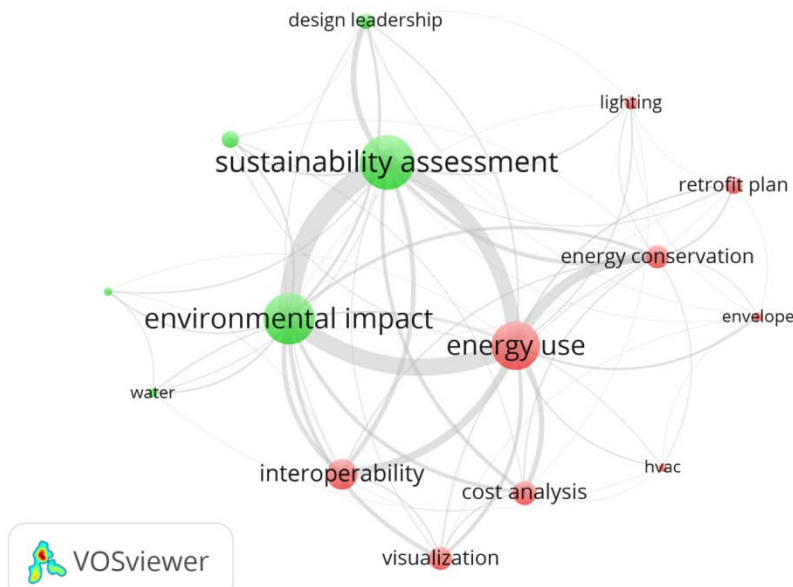 design leadership
lighting
sustainability assessment
retrofit plan
energy conservation
environmental impact
envelope
energy use
water
interoperability
hvac
cost analysis
visualization
VOSviewer